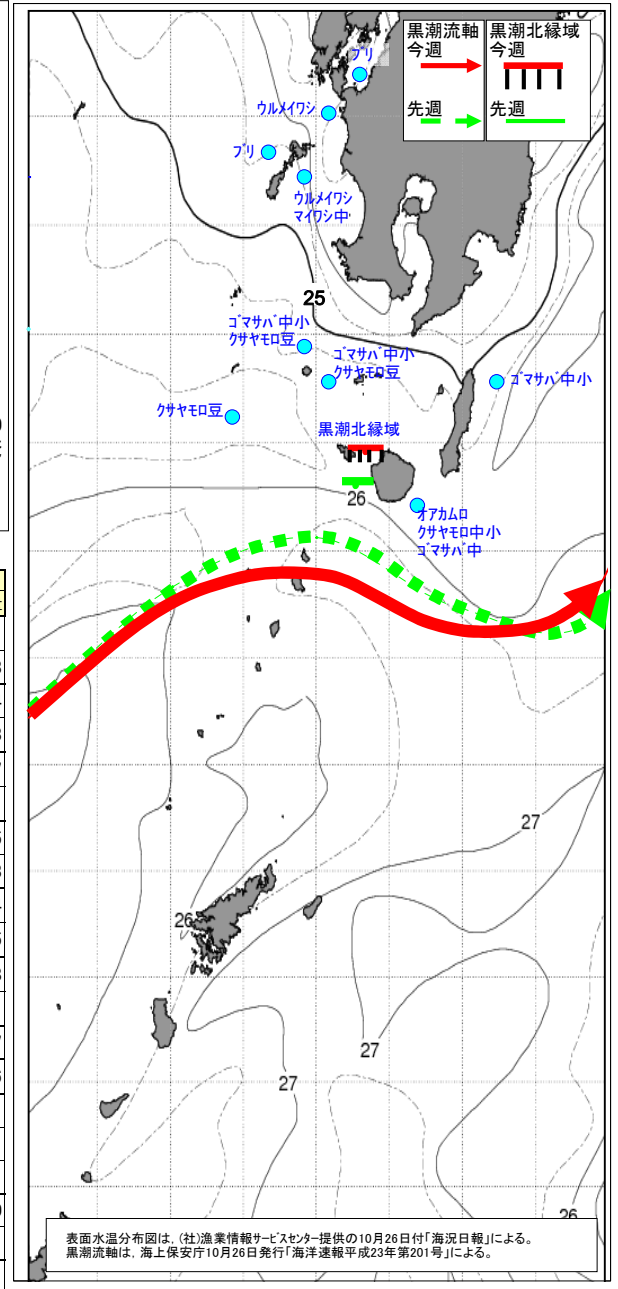 黒潮流軸
今週
先週
黒潮北縁域
今週
先週
ブリ
ウルメイワシ
ブリ
ウルメイワシ
マイワシ中
25
ゴマサバ中小
クサヤモロ豆
ゴマサバ中小
クサヤモロ豆
ゴマサバ中小
クサヤモロ豆
黒潮北縁域
26
オアカムロ
クサヤモロ中小
ゴマサバ中
27
26
27
27
26
表面水温分布図は、(社)漁業情報サービスセンター提供の10月26日付「海況日報」による。
黒潮流軸は、海上保安庁10月26日発行「海洋速報平成23年第201号」による。